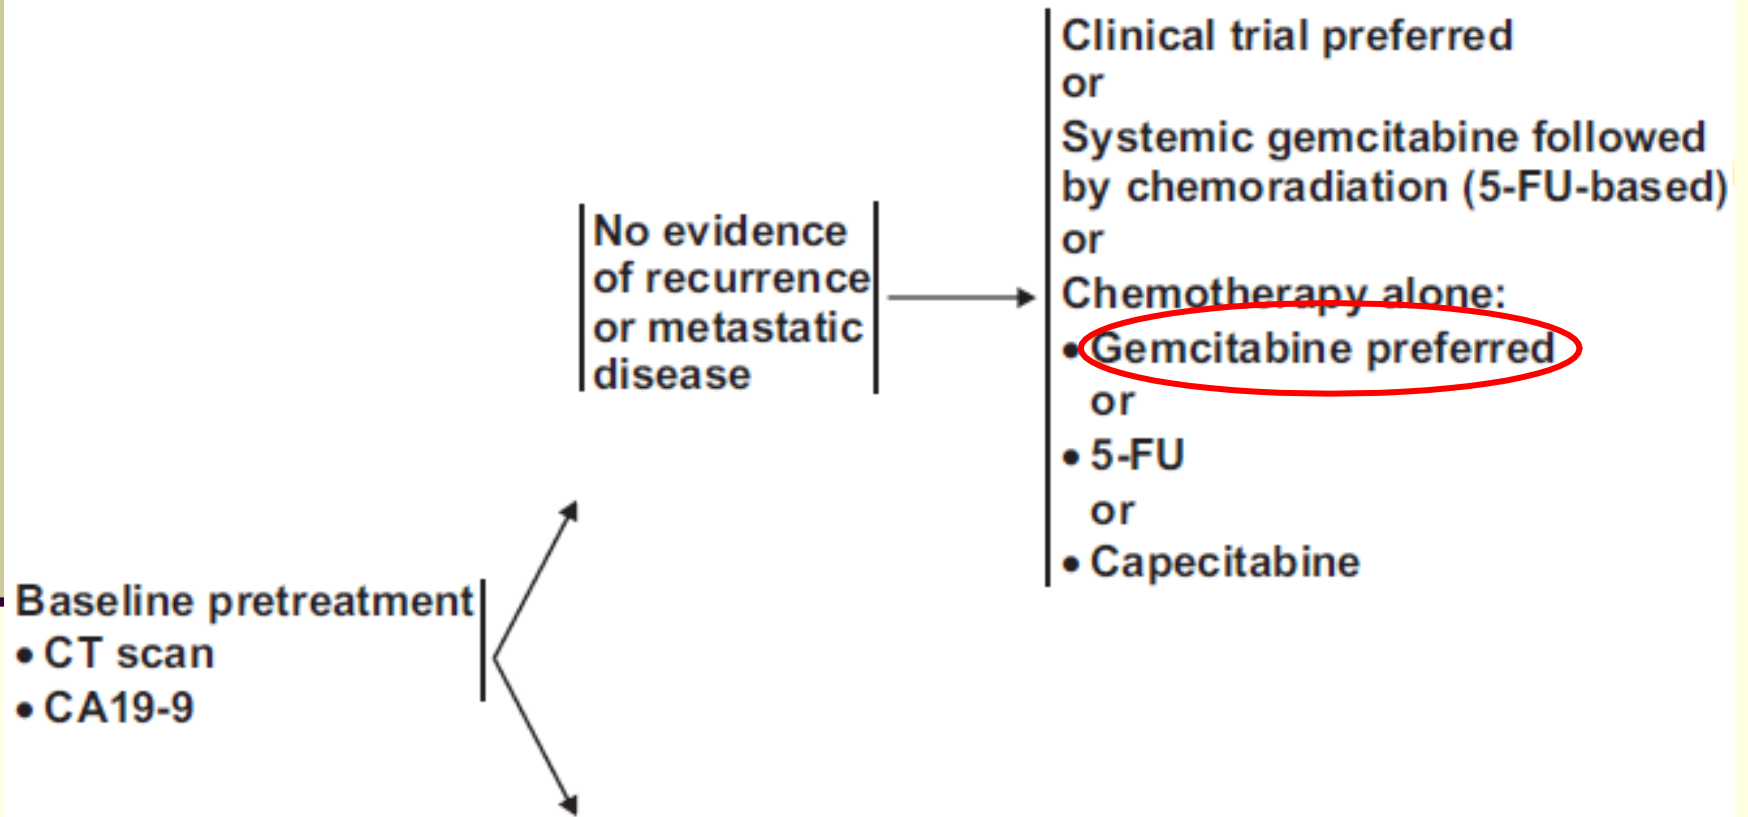 Baseline pretreatment
• CT scan
• CA19-9
No evidence
of recurrence
or metastatic
disease
Clinical trial preferred
or
Systemic gemcitabine followed
by chemoradiation (5-FU-based)
or
Chemotherapy alone:
• Gemcitabine preferred
or
• 5-FU
or
• Capecitabine